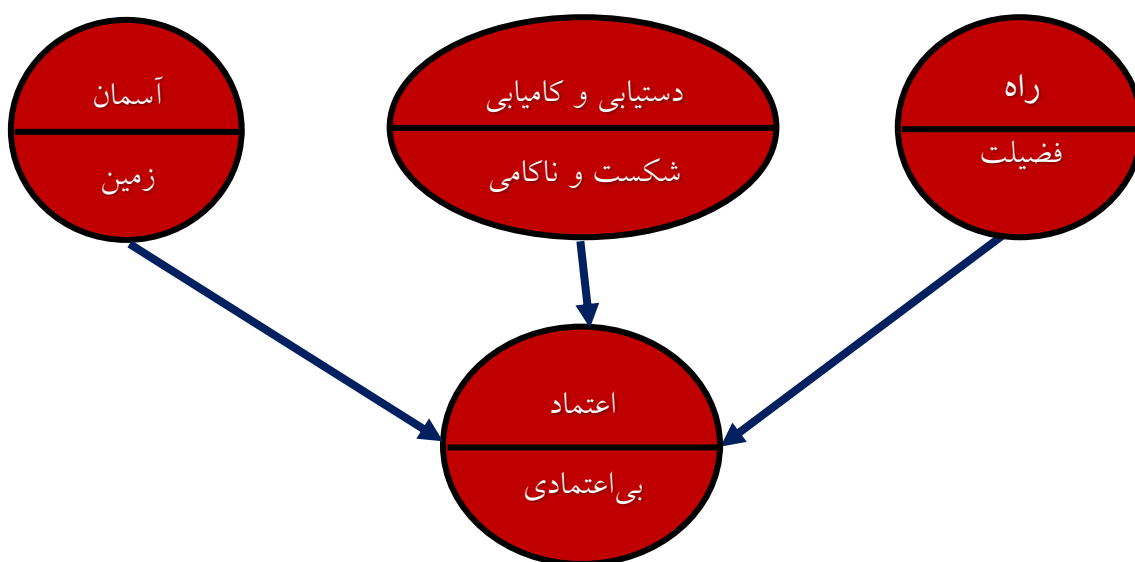 راه
فضیلت
دستیابی و کامیابی
شکست و ناکامی
آسمان
زمین
اعتماد
بی‌اعتمادی